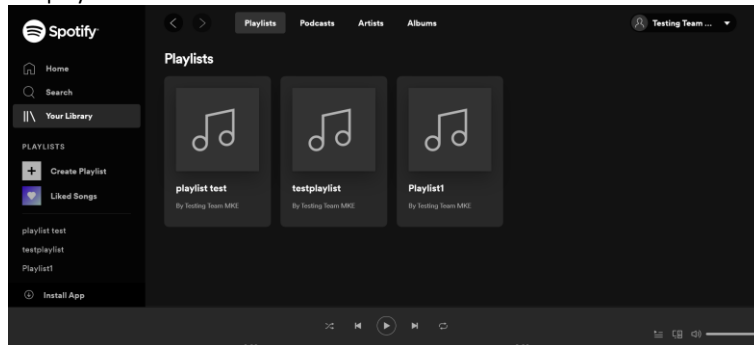 Spotify
Home
Search
Your Library
PLAYLISTS
Create Playlist
Liked Songs
playlist test
testplaylist
Playlist1
Install App
Playlists Podcasts Artists Albums
Testing Team ...
Playlists
playlist test
By Testing Team MKE
testplaylist
By Testing Team MKE
Playlist1
By Testing Team MKE